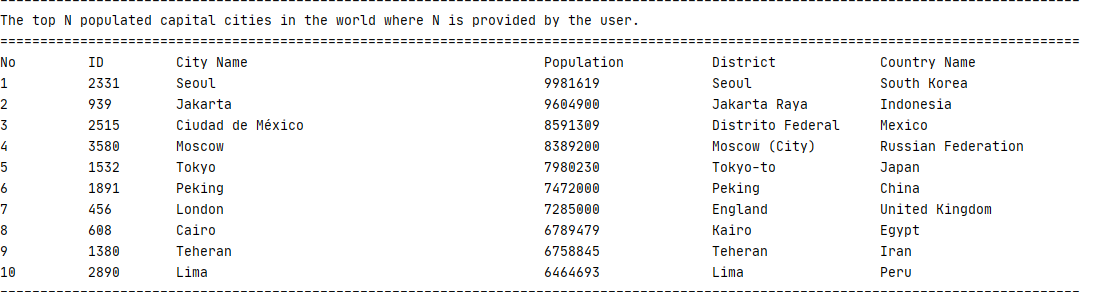 The top N populated capital cities in the world where N is provided by the user.
No ID City Name Population District Country Name
1 2331 Seoul 9981619 Seoul South Korea
2 939 Jakarta 9604900 Jakarta Raya Indonesia
3 2515 Ciudad de México 8591309 Distrito Federal Mexico
4 3580 Moscow 8389200 Moscow (City) Russian Federation
5 1532 Tokyo 7980230 Tokyo-to Japan
6 1891 Peking 7472000 Peking China
7 456 London 7285000 England United Kingdom
8 608 Cairo 6789479 Kairo Egypt
9 1380 Teheran 6758845 Teheran Iran
10 2890 Lima 6464693 Lima Peru